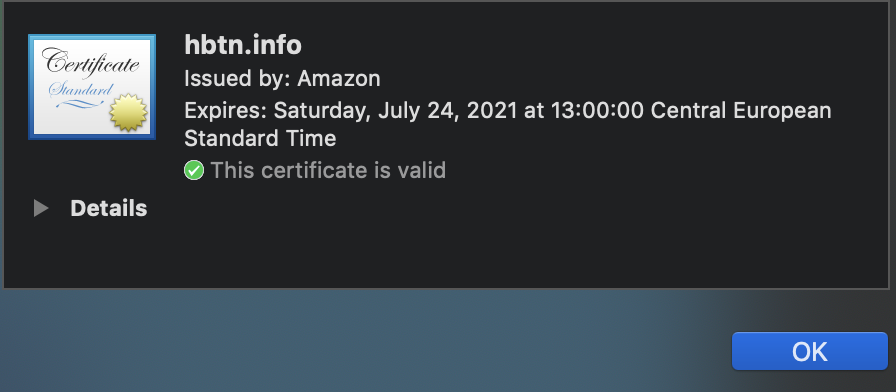 Certificate
Standard
hbtn.info
Issued by: Amazon
Expires: Saturday, July 24, 2021 at 13:00:00 Central European
Standard Time
This certificate is valid
Details
OK